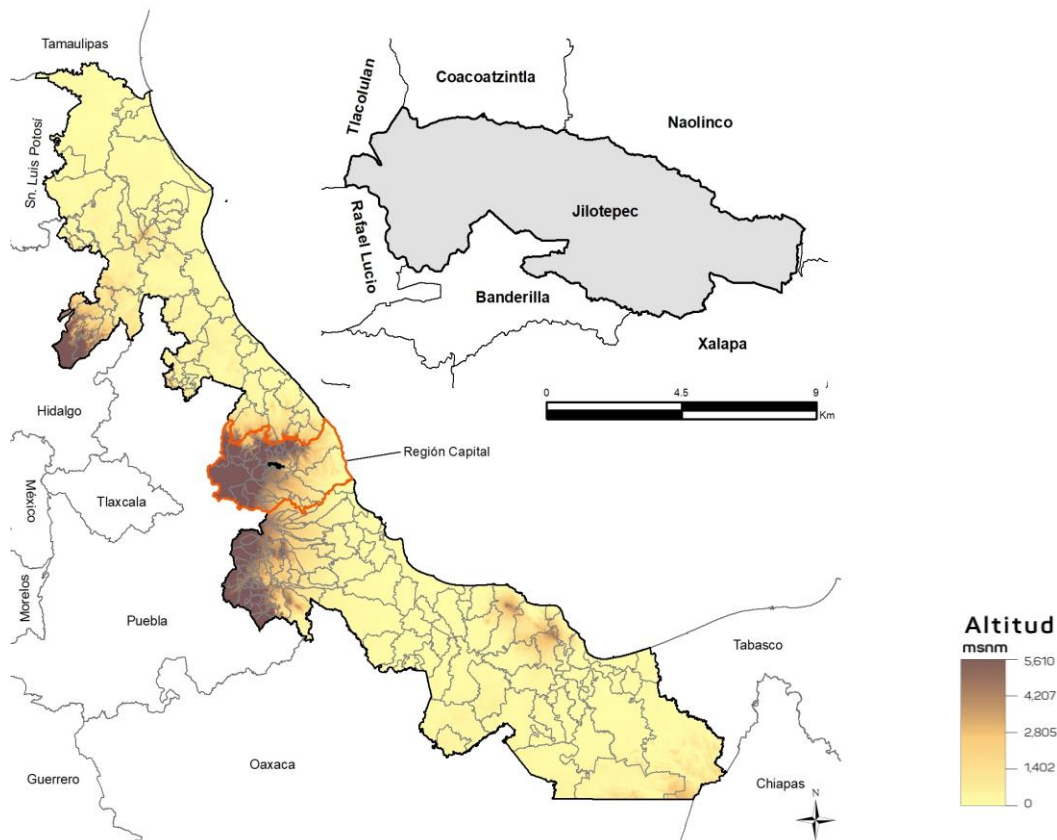 Tamaulipas
Sn. Luis Potosí
Hidalgo
México
Tlaxcala
Morelos
Puebla
Guerrero
Oaxaca
Región Capital
Tabasco
Chiapas
Tlacolulan
Coacoatzintla
Naolinco
Jilotepec
Rafael Lucio
Banderilla
Xalapa
0 4.5 9
Km
Altitud
msnm
5,610
4,207
2.805
1.402
0
N